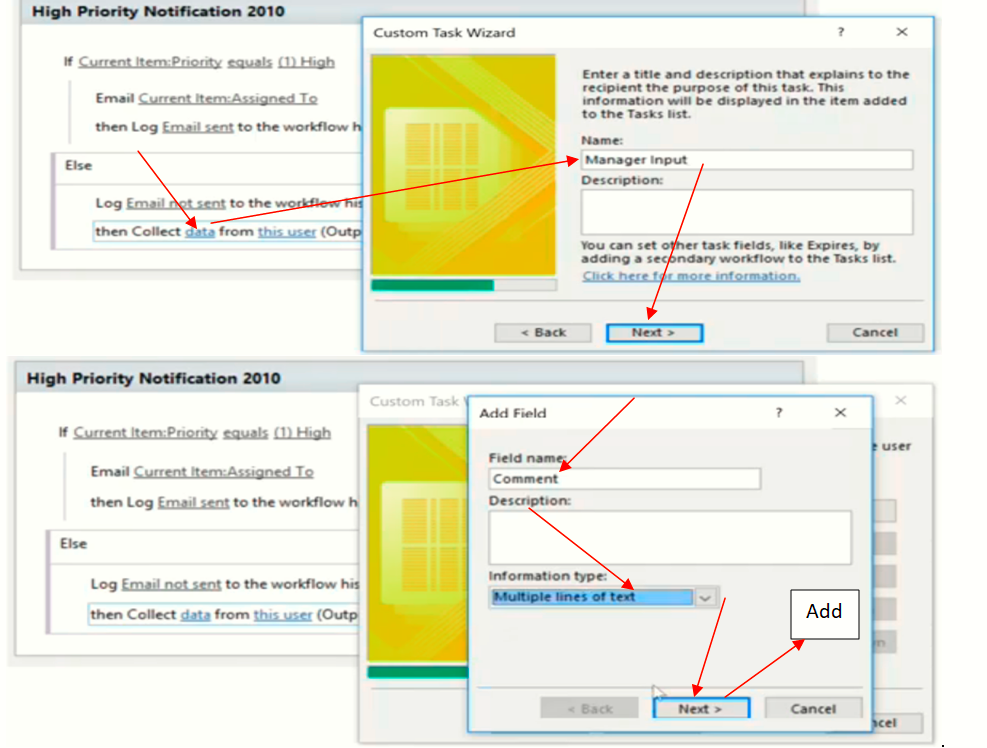 High Priority Notification 2010
If Current Item:Priority equals (1) High
Email Current Item:Assigned To
then Log Email sent to the workflow h
Else
Log Email not sent to the workflow his
then Collect data from this user (Outp
Custom Task Wizard
?
Enter a title and description that explains to the
recipient the purpose of this task. This
information will be displayed in the item added
to the Tasks list.
Name:
Manager Input
Description:
You can set other task fields, like Expires, by
adding a secondary workflow to the Tasks list.
Click here for more information.
< Back
Next >
Cancel
High Priority Notification 2010
If Current Item:Priority equals (1) High
Email Current Item:Assigned To
then Log Email sent to the workflow h
Else
Log Email not sent to the workflow his
then Collect data from this user (Outp
Custom Task W
e user
Add Field
?
Field name:
Comment
Description:
Information type:
Multiple lines of text
Add
< Back
Next >
Cancel
ncel